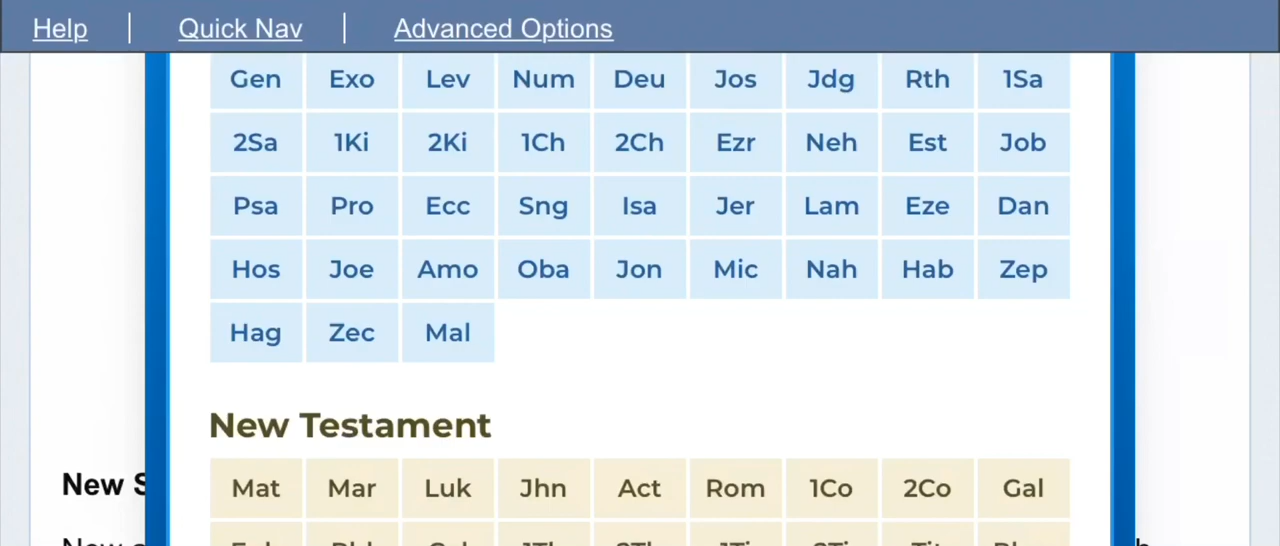 Help | Quick Nav | Advanced Options
Gen Exo Lev Num Deu Jos Jdg Rth 1Sa
2Sa 1Ki 2Ki 1Ch 2Ch Ezr Neh Est Job
Psa Pro Ecc Sng Isa Jer Lam Eze Dan
Hos Joe Amo Oba Jon Mic Nah Hab Zep
Hag Zec Mal
New Testament
New S
Mat Mar Luk Jhn Act Rom 1Co 2Co Gal